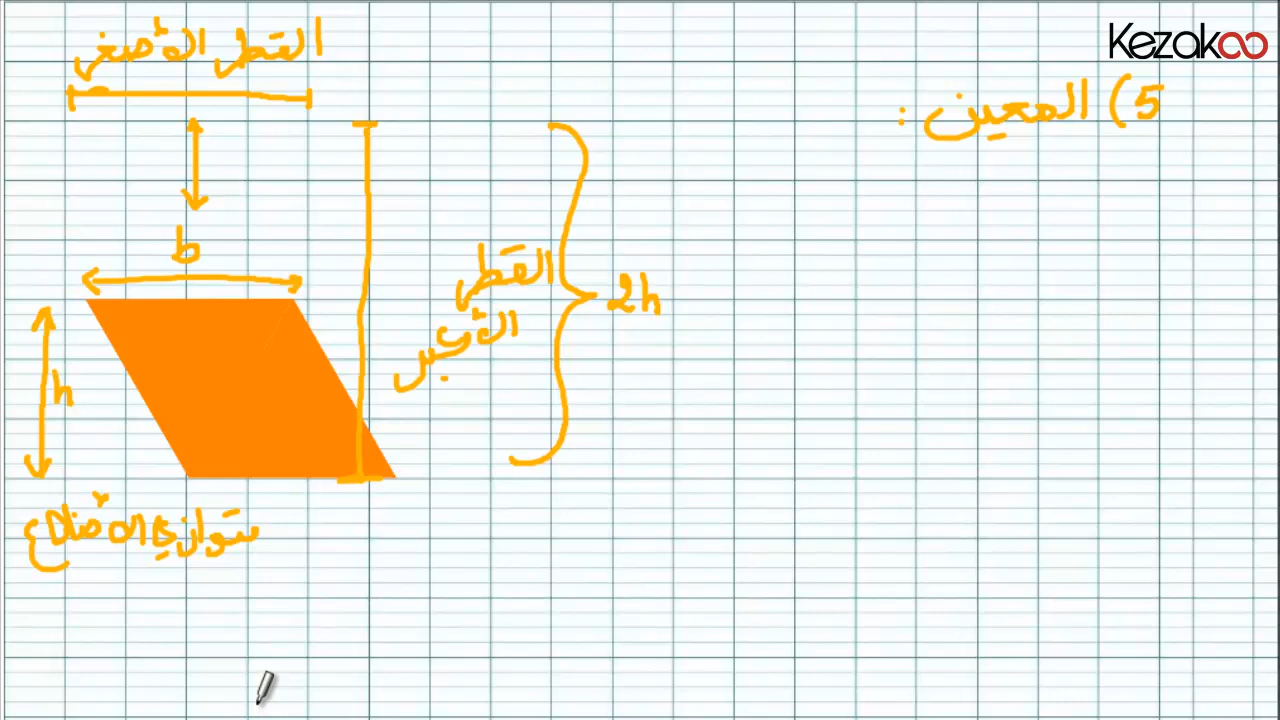 Kezakoo
5) المعين :
القطر الأصغر
b
القطر
الأكبر
2h
h
متوازي الأضلاع